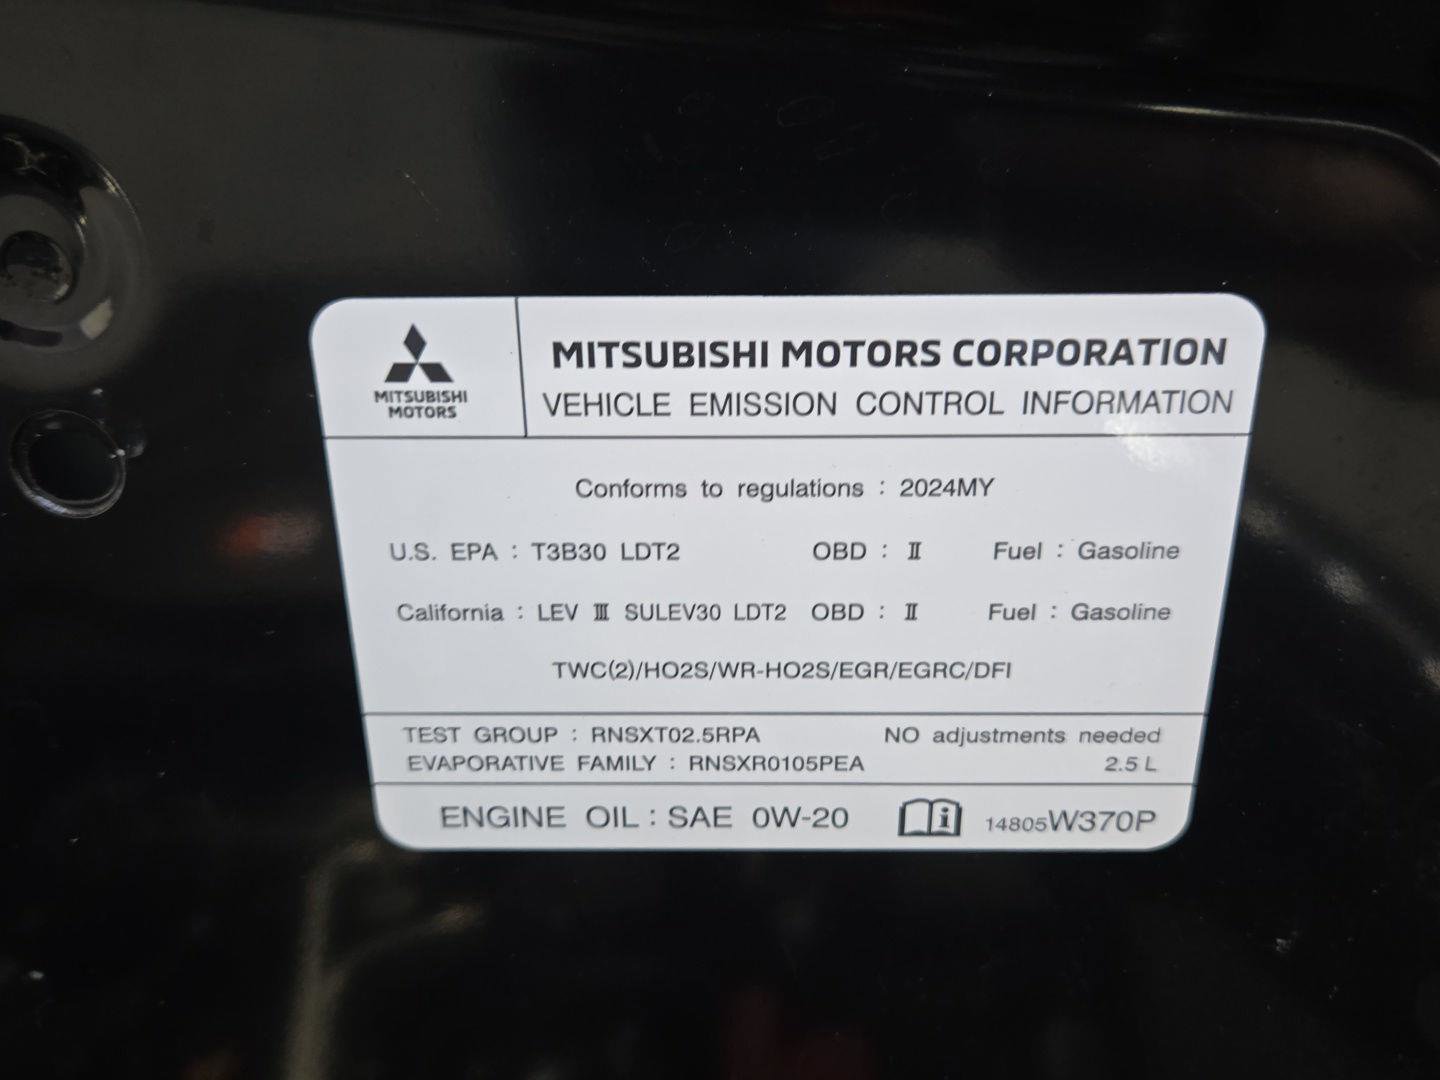 MITSUBISHI
MOTORS
MITSUBISHI MOTORS CORPORATION
VEHICLE EMISSION CONTROL INFORMATION
Conforms to regulations : 2024MY
U.S. EPA : T3B30 LDT2 OBD : Ⅱ Fuel : Gasoline
California : LEV Ⅲ SULEV30 LDT2 OBD : Ⅱ Fuel : Gasoline
TWC(2)/HO2S/WR-HO2S/EGR/EGRC/DFI
TEST GROUP : RNSXT02.5RPA NO adjustments needed
EVAPORATIVE FAMILY : RNSXR0105PEA 2.5 L
ENGINE OIL : SAE 0W-20 i 14805W370P